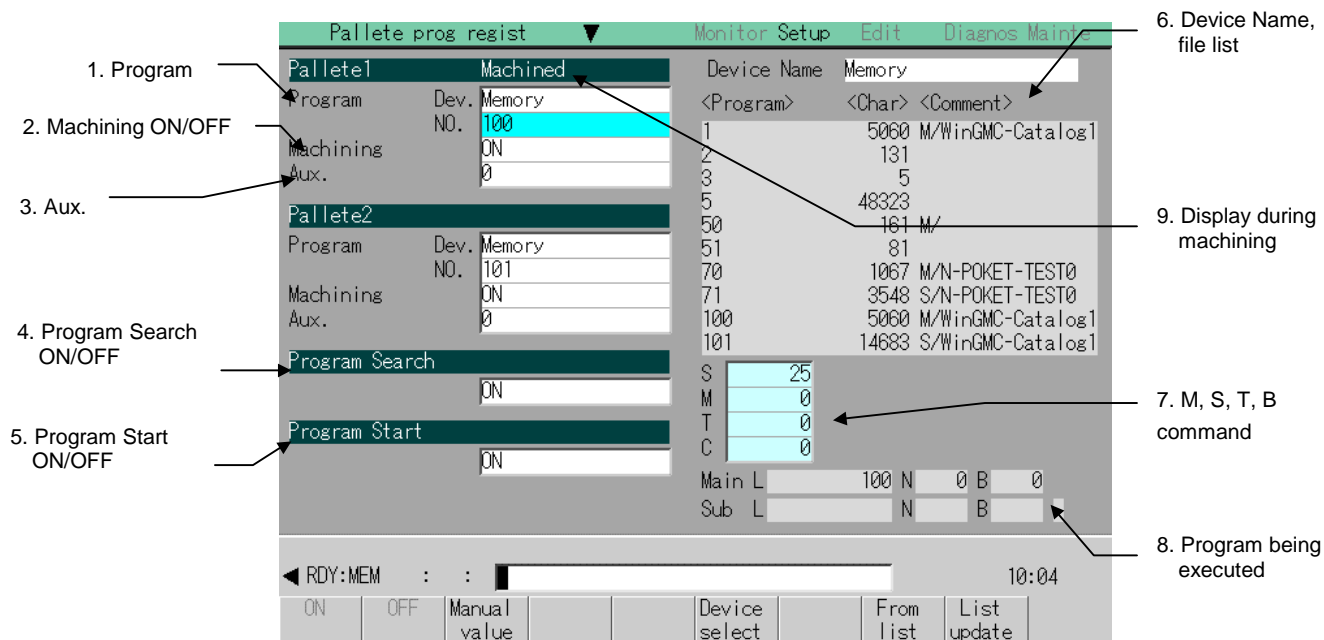 Pallete prog regist ▼ Monitor Setup Edit Diagnos Mainte
1. Program
2. Machining ON/OFF
3. Aux.
4. Program Search
ON/OFF
5. Program Start
ON/OFF
Pallete1 Machined
Program Dev. Memory
NO. 100
Machining ON
Aux. 0
Pallete2
Program Dev. Memory
NO. 101
Machining ON
Aux. 0
Program Search
ON
Program Start
ON
Device Name Memory
<Program> <Char> <Comment>
1 5060 M/WinGMC-Catalog1
2 131
3 5
5 48323
50 161 M/
51 81
70 1067 M/N-POKET-TEST0
71 3548 S/N-POKET-TEST0
100 5060 M/WinGMC-Catalog1
101 14683 S/WinGMC-Catalog1
S 25
M 0
T 0
C 0
Main L 100 N 0 B 0
Sub L N B
6. Device Name,
file list
9. Display during
machining
7. M, S, T, B
command
8. Program being
executed
◀ RDY:MEM : : 10:04
ON OFF Manual value Device select From list List update